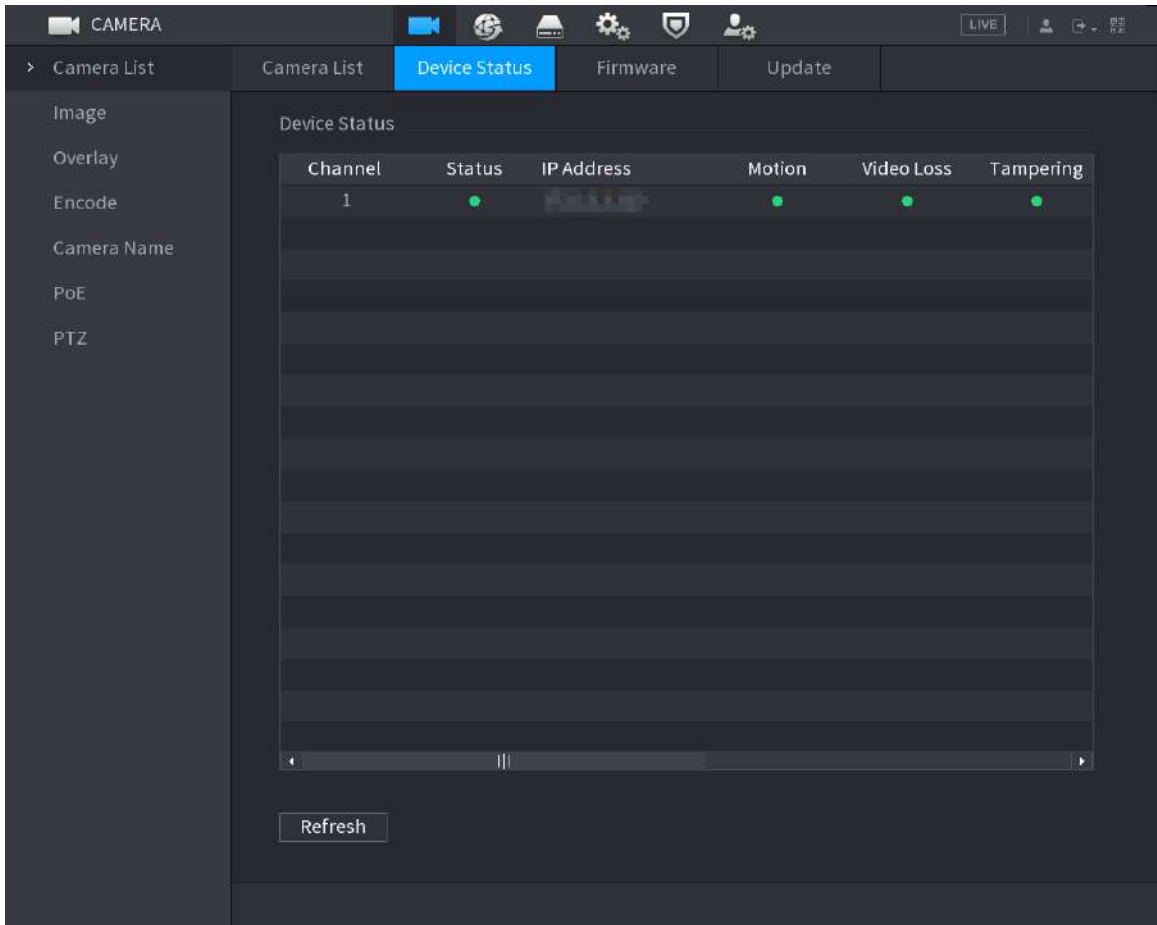 CAMERA LIVE
> Camera List
Camera List Device Status Firmware Update
Image
Device Status
Overlay
Channel Status IP Address Motion Video Loss Tampering
Encode
1
Camera Name
PoE
PTZ
Refresh